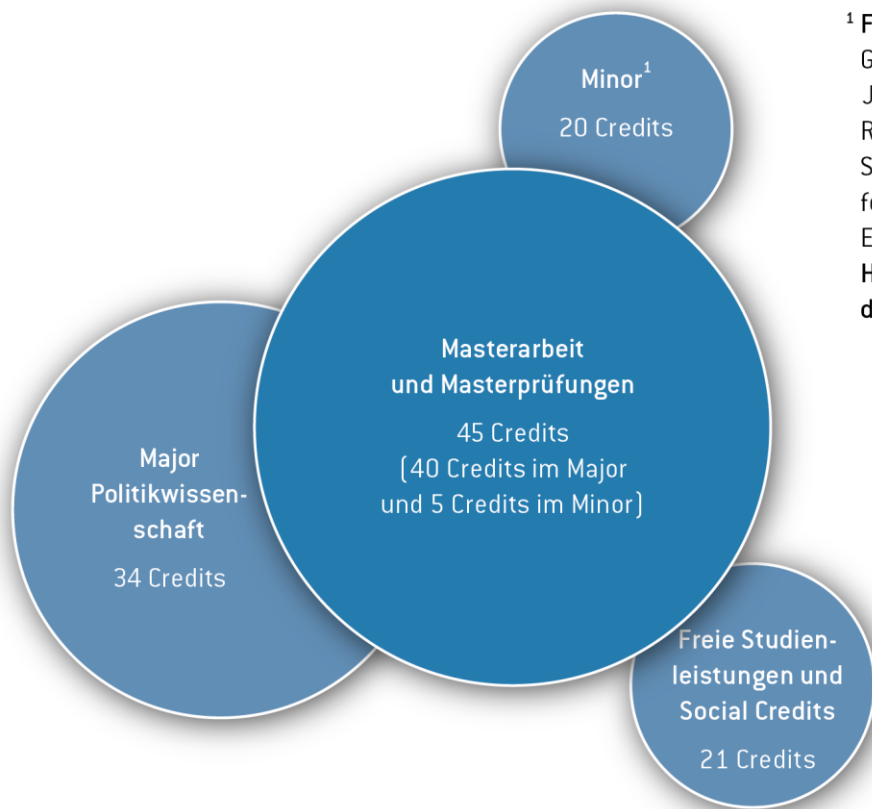 Minor¹
20 Credits
Masterarbeit
und Masterprüfungen
45 Credits
(40 Credits im Major
und 5 Credits im Minor)
Major
Politikwissen-
schaft
34 Credits
Freie Studien-
leistungen und
Social Credits
21 Credits
¹